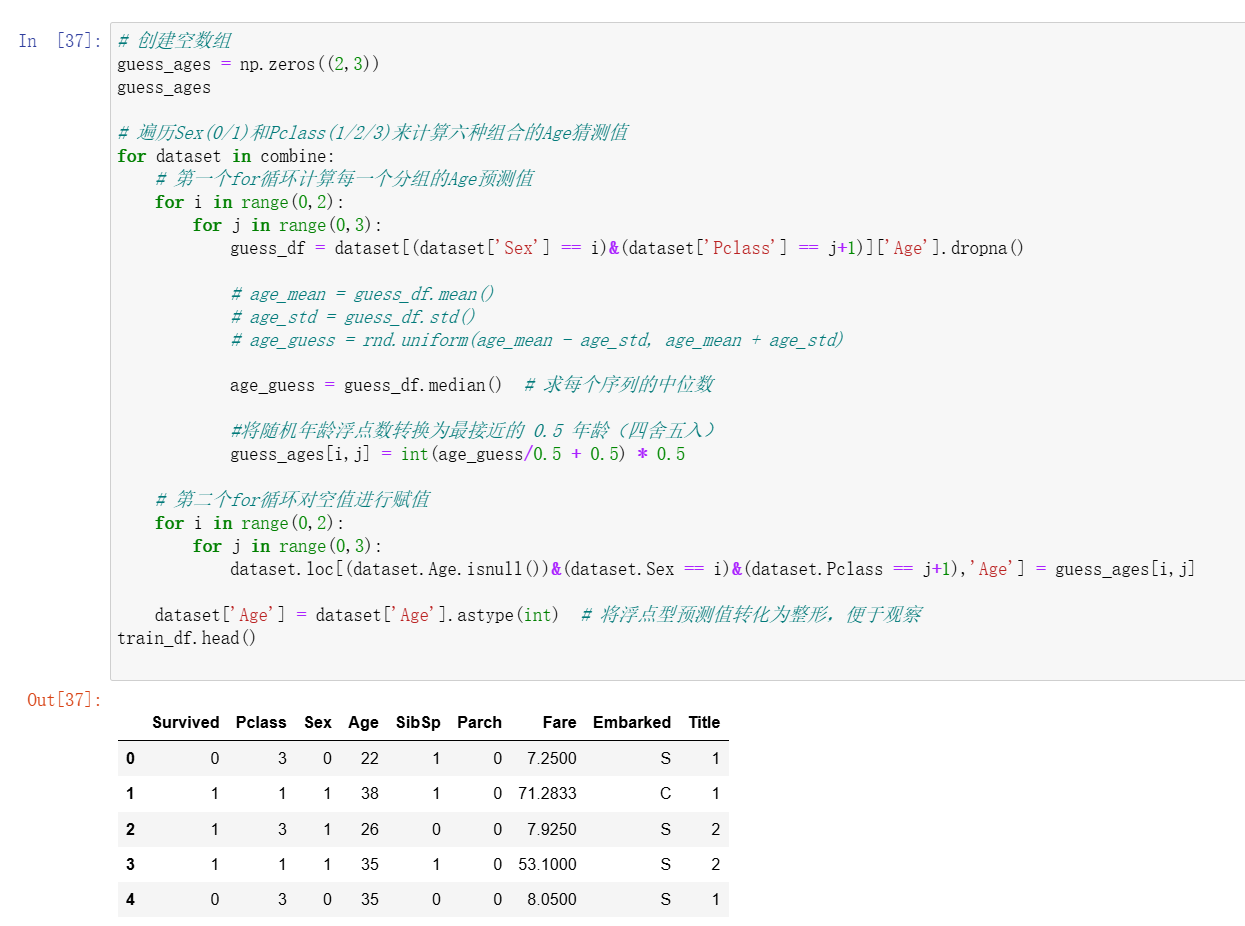 In [37]: # 创建空数组
guess_ages = np.zeros((2,3))
guess_ages
# 遍历Sex(0/1)和Pclass(1/2/3)来计算六种组合的Age猜测值
for dataset in combine:
# 第一个for循环计算每一个分组的Age预测值
for i in range(0,2):
for j in range(0,3):
guess_df = dataset[(dataset['Sex'] == i)&(dataset['Pclass'] == j+1)]['Age'].dropna()
# age_mean = guess_df.mean()
# age_std = guess_df.std()
# age_guess = rnd.uniform(age_mean - age_std, age_mean + age_std)
age_guess = guess_df.median() # 求每个序列的中位数
#将随机年龄浮点数转换为最接近的 0.5 年龄（四舍五入）
guess_ages[i,j] = int(age_guess/0.5 + 0.5) * 0.5
# 第二个for循环对空值进行赋值
for i in range(0,2):
for j in range(0,3):
dataset.loc[(dataset.Age.isnull())&(dataset.Sex == i)&(dataset.Pclass == j+1),'Age'] = guess_ages[i,j]
dataset['Age'] = dataset['Age'].astype(int) # 将浮点型预测值转化为整形，便于观察
train_df.head()
Out[37]:
Survived Pclass Sex Age SibSp Parch Fare Embarked Title
0 0 3 0 22 1 0 7.2500 S 1
1 1 1 1 38 1 0 71.2833 C 1
2 1 3 1 26 0 0 7.9250 S 2
3 1 1 1 35 1 0 53.1000 S 2
4 0 3 0 35 0 0 8.0500 S 1